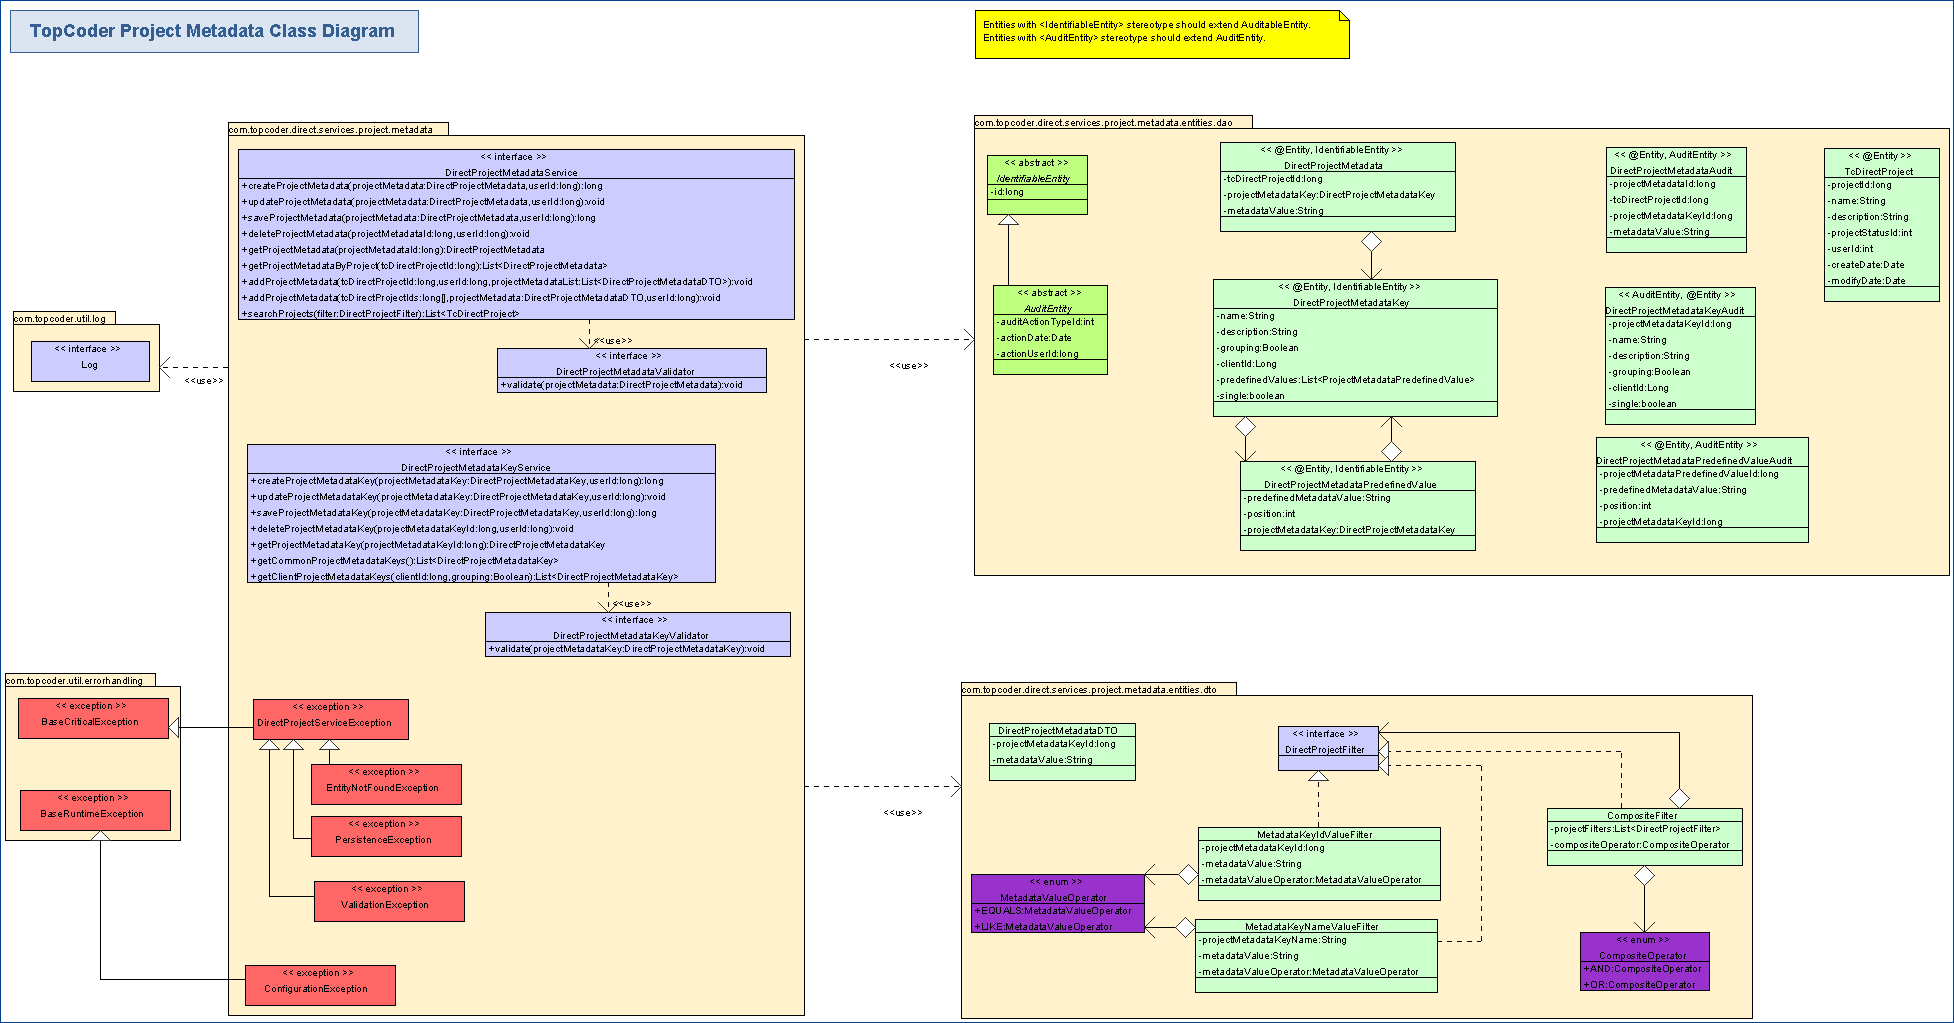 TopCoder Project Metadata Class Diagram
Entities with <IdentifiableEntity> stereotype should extend AuditableEntity.
Entities with <AuditEntity> stereotype should extend AuditEntity.
com.topcoder.direct.services.project.metadata
<< interface >>
DirectProjectMetadataService
+createProjectMetadata(projectMetadata:DirectProjectMetadata,userId:long):long
+updateProjectMetadata(projectMetadata:DirectProjectMetadata,userId:long):void
+saveProjectMetadata(projectMetadata:DirectProjectMetadata,userId:long):long
+deleteProjectMetadata(projectMetadataId:long,userId:long):void
+getProjectMetadata(projectMetadataId:long):DirectProjectMetadata
+getProjectMetadataByProject(tcDirectProjectId:long):List<DirectProjectMetadata>
+addProjectMetadata(tcDirectProjectId:long,userId:long,projectMetadataList:List<DirectProjectMetadataDTO>):void
+addProjectMetadata(tcDirectProjectIds:long[],projectMetadata:DirectProjectMetadataDTO,userId:long):void
+searchProjects(filter:DirectProjectFilter):List<TcDirectProject>
<<use>>
<< interface >>
DirectProjectMetadataValidator
+validate(projectMetadata:DirectProjectMetadata):void
<< interface >>
DirectProjectMetadataKeyService
+createProjectMetadataKey(projectMetadataKey:DirectProjectMetadataKey,userId:long):long
+updateProjectMetadataKey(projectMetadataKey:DirectProjectMetadataKey,userId:long):void
+saveProjectMetadataKey(projectMetadataKey:DirectProjectMetadataKey,userId:long):long
+deleteProjectMetadataKey(projectMetadataKeyId:long,userId:long):void
+getProjectMetadataKey(projectMetadataKeyId:long):DirectProjectMetadataKey
+getCommonProjectMetadataKeys():List<DirectProjectMetadataKey>
+getClientProjectMetadataKeys(clientId:long,grouping:Boolean):List<DirectProjectMetadataKey>
<<use>>
<< interface >>
DirectProjectMetadataKeyValidator
+validate(projectMetadataKey:DirectProjectMetadataKey):void
<< exception >>
DirectProjectServiceException
<< exception >>
EntityNotFoundException
<< exception >>
PersistenceException
<< exception >>
ValidationException
<< exception >>
ConfigurationException
com.topcoder.util.log
<< interface >>
Log
<<use>>
com.topcoder.util.errorhandling
<< exception >>
BaseCriticalException
<< exception >>
BaseRuntimeException
<<use>>
<<use>>
com.topcoder.direct.services.project.metadata.entities.dao
<< abstract >>
IdentifiableEntity
-id:long
<< abstract >>
AuditEntity
-auditActionTypeId:int
-actionDate:Date
-actionUserId:long
<< @Entity, IdentifiableEntity >>
DirectProjectMetadata
-tcDirectProjectId:long
-projectMetadataKey:DirectProjectMetadataKey
-metadataValue:String
<< @Entity, IdentifiableEntity >>
DirectProjectMetadataKey
-name:String
-description:String
-grouping:Boolean
-clientId:Long
-predefinedValues:List<ProjectMetadataPredefinedValue>
-single:boolean
<< @Entity, IdentifiableEntity >>
DirectProjectMetadataPredefinedValue
-predefinedMetadataValue:String
-position:int
-projectMetadataKey:DirectProjectMetadataKey
<< @Entity, AuditEntity >>
DirectProjectMetadataAudit
-projectMetadataId:long
-tcDirectProjectId:long
-projectMetadataKeyId:long
-metadataValue:String
<< AuditEntity, @Entity >>
DirectProjectMetadataKeyAudit
-projectMetadataKeyId:long
-name:String
-description:String
-grouping:Boolean
-clientId:Long
-single:boolean
<< @Entity, AuditEntity >>
DirectProjectMetadataPredefinedValueAudit
-projectMetadataPredefinedValueId:long
-predefinedMetadataValue:String
-position:int
-projectMetadataKeyId:long
<< @Entity >>
TcDirectProject
-projectId:long
-name:String
-description:String
-projectStatusId:int
-userId:int
-createDate:Date
-modifyDate:Date
com.topcoder.direct.services.project.metadata.entities.dto
DirectProjectMetadataDTO
-projectMetadataKeyId:long
-metadataValue:String
<< interface >>
DirectProjectFilter
MetadataKeyIdValueFilter
-projectMetadataKeyId:long
-metadataValue:String
-metadataValueOperator:MetadataValueOperator
MetadataKeyNameValueFilter
-projectMetadataKeyName:String
-metadataValue:String
-metadataValueOperator:MetadataValueOperator
<< enum >>
MetadataValueOperator
+EQUALS:MetadataValueOperator
+LIKE:MetadataValueOperator
CompositeFilter
-projectFilters:List<DirectProjectFilter>
-compositeOperator:CompositeOperator
<< enum >>
CompositeOperator
+AND:CompositeOperator
+OR:CompositeOperator